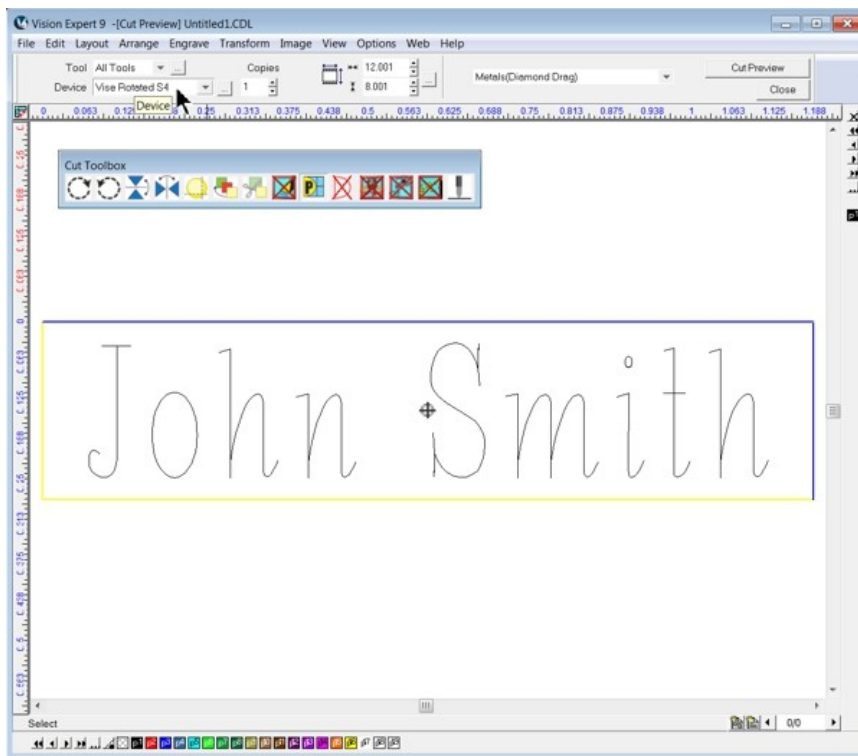 Vision Expert 9 -[Cut Preview] Untitled1.CDL
File Edit Layout Arrange Engrave Transform Image View Options Web Help
Tool All Tools ... Copies 12.001 Metals(Diamond Drag) Cut Preview
Device Vise Rotated S4 ... 1 8.001 ... Close
Device
0 0.063 0.125 0.25 0.313 0.375 0.438 0.5 0.563 0.625 0.688 0.75 0.813 0.875 0.938 1 1.063 1.125 1.188
Cut Toolbox
P
John Smith
Select 0/0